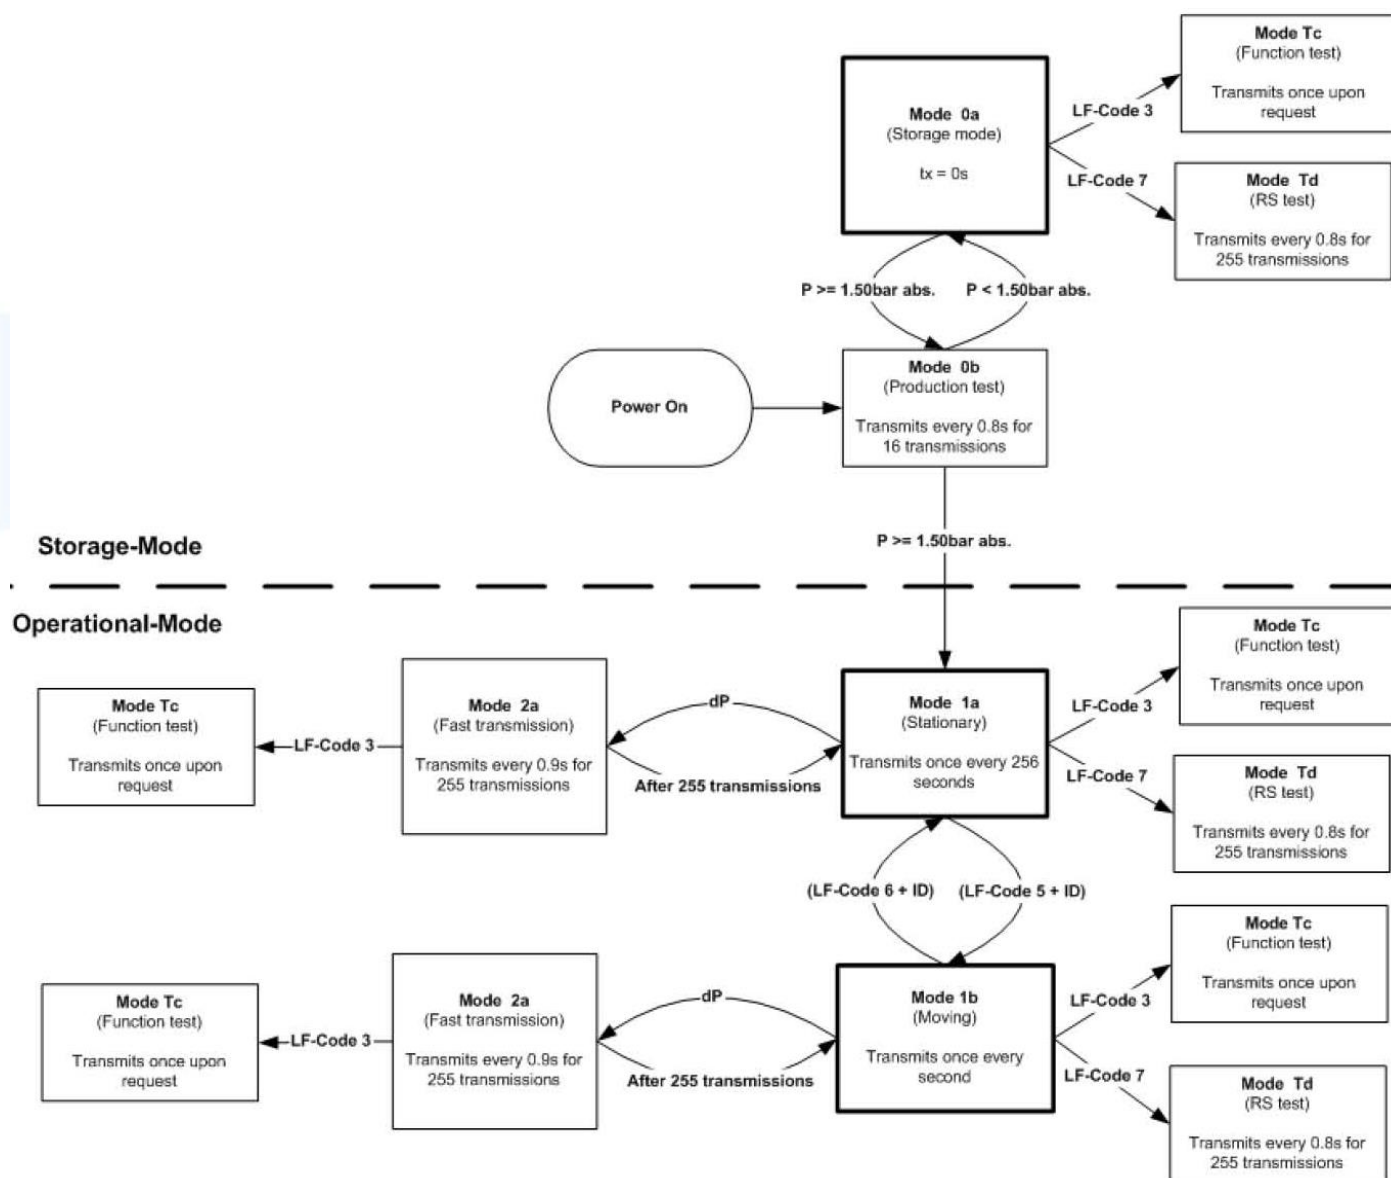 Mode Tc
(Function test)
Transmits once upon
request
Mode 0a
(Storage mode)
tx = 0s
LF-Code 3
LF-Code 7
Mode Td
(RS test)
Transmits every 0.8s for
255 transmissions
P >= 1.50bar abs.
P < 1.50bar abs.
Power On
Mode 0b
(Production test)
Transmits every 0.8s for
16 transmissions
P >= 1.50bar abs.
Storage-Mode
Operational-Mode
Mode Tc
(Function test)
Transmits once upon
request
LF-Code 3
Mode 2a
(Fast transmission)
Transmits every 0.9s for
255 transmissions
dP
After 255 transmissions
Mode 1a
(Stationary)
Transmits once every 256
seconds
LF-Code 3
LF-Code 7
Mode Tc
(Function test)
Transmits once upon
request
Mode Td
(RS test)
Transmits every 0.8s for
255 transmissions
(LF-Code 6 + ID)
(LF-Code 5 + ID)
Mode Tc
(Function test)
Transmits once upon
request
LF-Code 3
Mode 2a
(Fast transmission)
Transmits every 0.9s for
255 transmissions
dP
After 255 transmissions
Mode 1b
(Moving)
Transmits once every
second
LF-Code 3
LF-Code 7
Mode Tc
(Function test)
Transmits once upon
request
Mode Td
(RS test)
Transmits every 0.8s for
255 transmissions